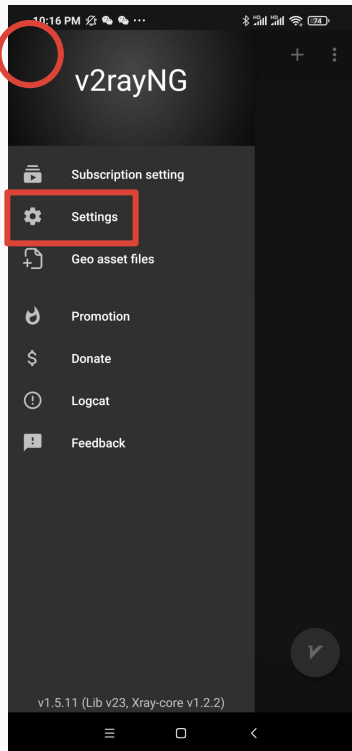 10:16 PM
74
v2rayNG
Subscription setting
Settings
Geo asset files
Promotion
Donate
Logcat
Feedback
v1.5.11 (Lib v23, Xray-core v1.2.2)